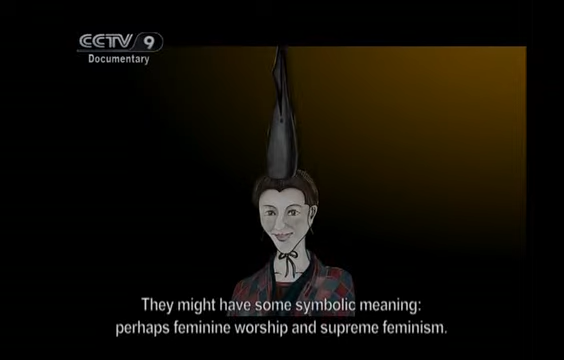 CCTV 9
Documentary
They might have some symbolic meaning:
perhaps feminine worship and supreme feminism.